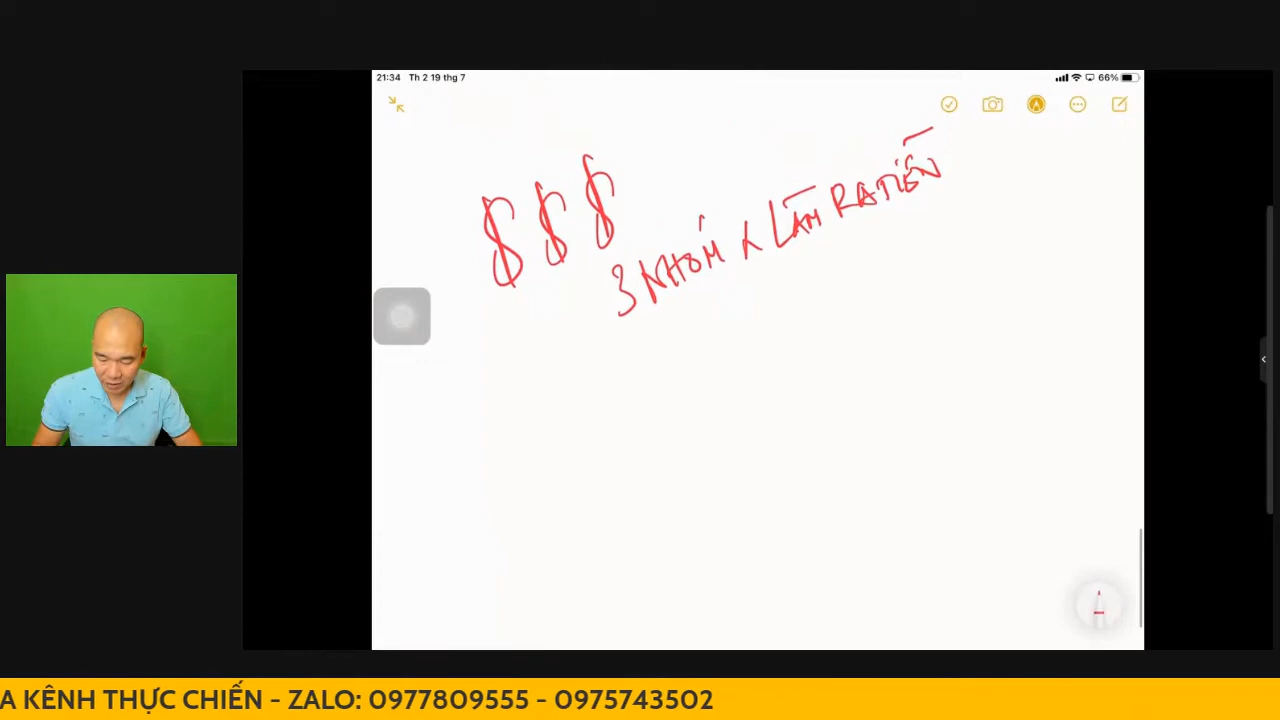 21:34 Th 2 19 thg 7
66%
$ $ $
3 NHÓM λ LÀM RA TIỀN
A KÊNH THỰC CHIẾN - ZALO: 0977809555 - 0975743502